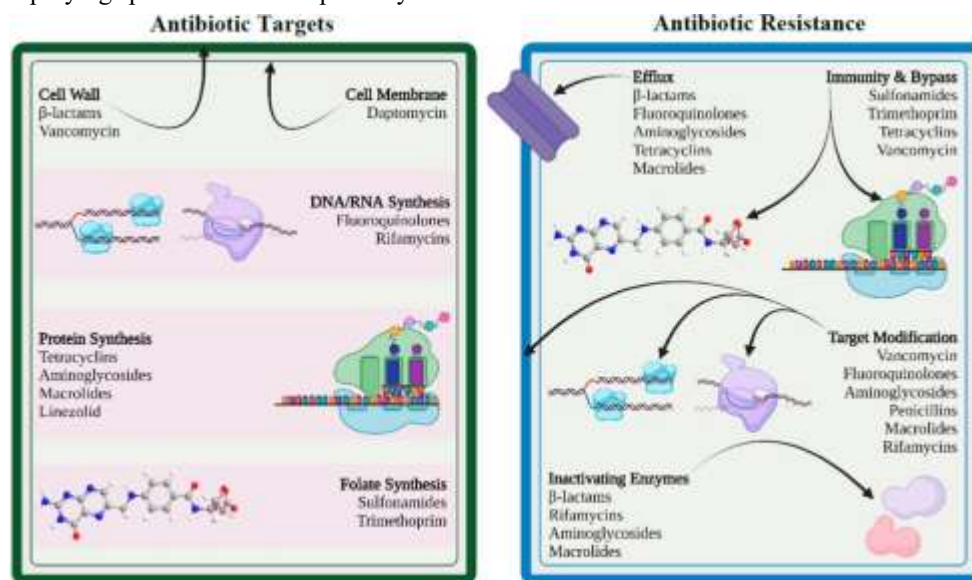 Antibiotic Targets
Cell Wall
β-lactams
Vancomycin
Cell Membrane
Daptomycin
DNA/RNA Synthesis
Fluoroquinolones
Rifamycins
Protein Synthesis
Tetracyclins
Aminoglycosides
Macrolides
Linezolid
Folate Synthesis
Sulfonamides
Trimethoprim
Antibiotic Resistance
Efflux
β-lactams
Fluoroquinolones
Aminoglycosides
Tetracyclins
Macrolides
Immunity & Bypass
Sulfonamides
Trimethoprim
Tetracyclins
Vancomycin
Target Modification
Vancomycin
Fluoroquinolones
Aminoglycosides
Penicillins
Macrolides
Rifamycins
Inactivating Enzymes
β-lactams
Rifamycins
Aminoglycosides
Macrolides